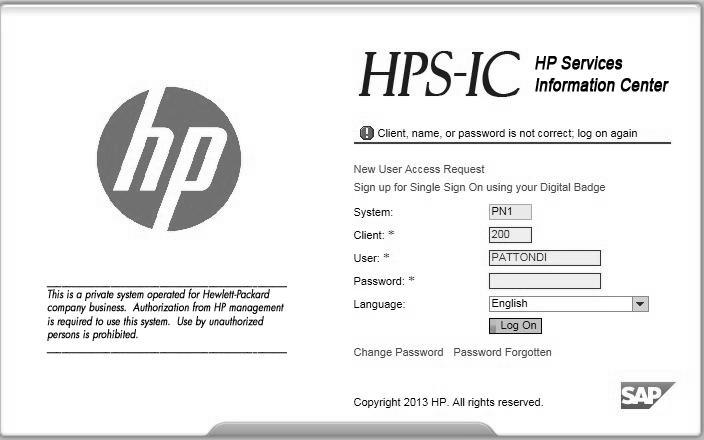 hp
This is a private system operated for Hewlett-Packard
company business. Authorization from HP management
is required to use this system. Use by unauthorized
persons is prohibited.
HPS-IC
HP Services
Information Center
Client, name, or password is not correct; log on again
New User Access Request
Sign up for Single Sign On using your Digital Badge
System: PN1
Client: * 200
User: * PATTONDI
Password: *
Language: English
Log On
Change Password Password Forgotten
Copyright 2013 HP. All rights reserved.
SAP